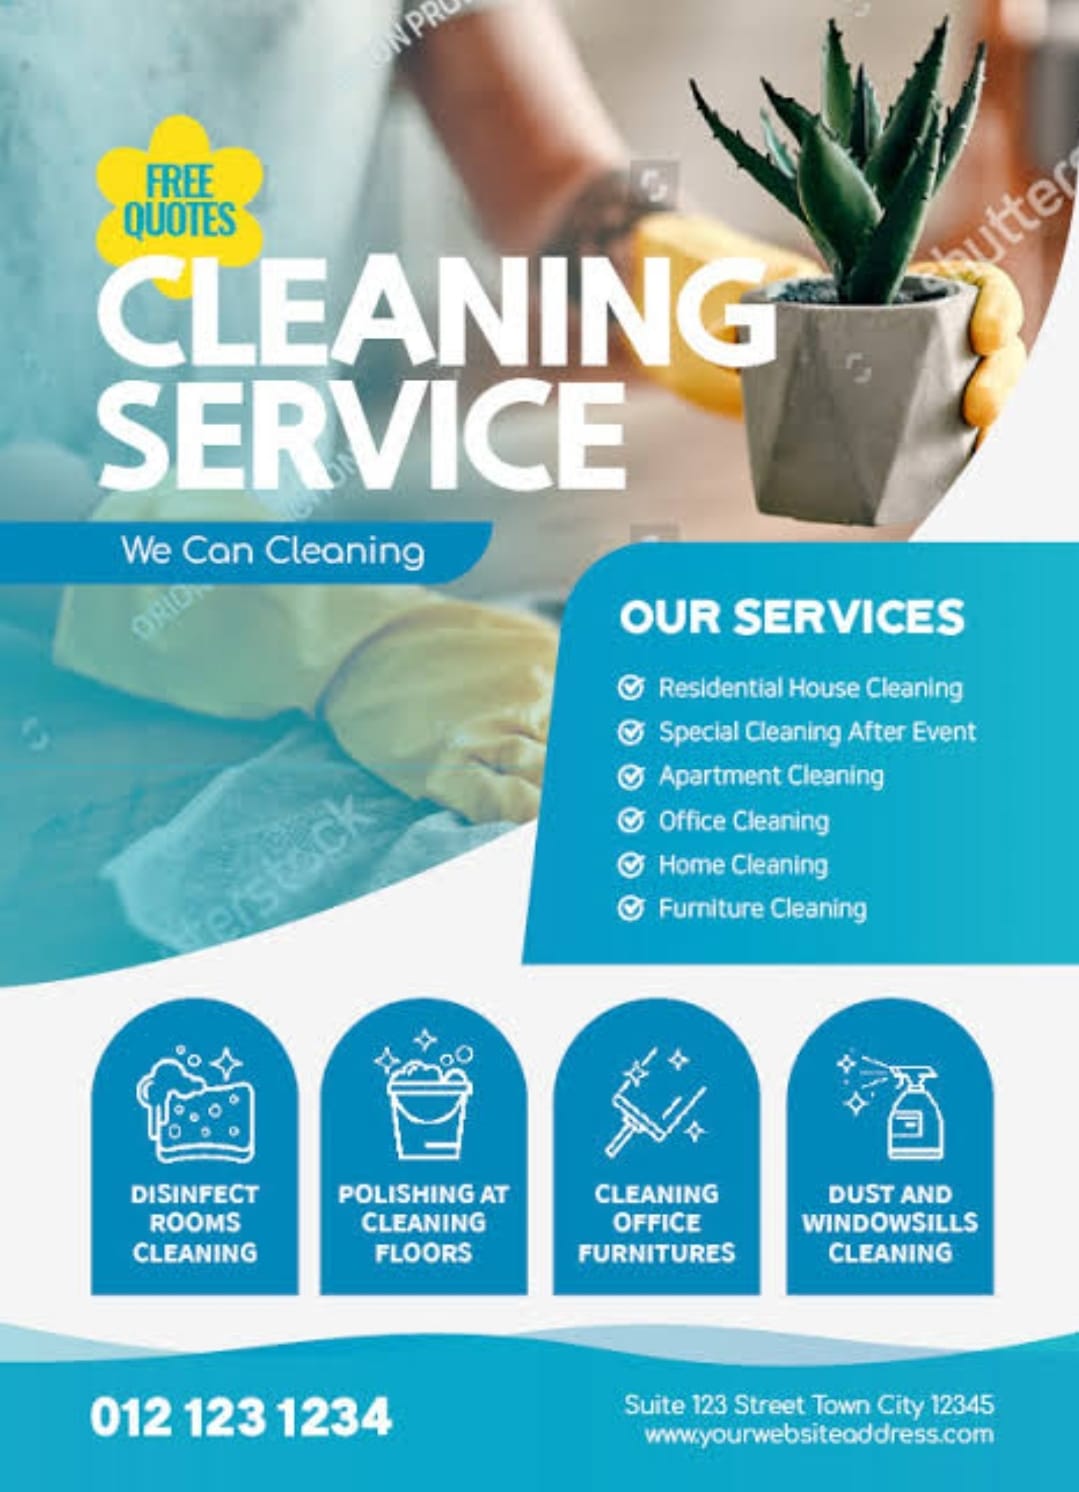 FREE
QUOTES
CLEANING
SERVICE
We Can Cleaning
OUR SERVICES
Residential House Cleaning
Special Cleaning After Event
Apartment Cleaning
Office Cleaning
Home Cleaning
Furniture Cleaning
DISINFECT
ROOMS
CLEANING
POLISHING AT
CLEANING
FLOORS
CLEANING
OFFICE
FURNITURES
DUST AND
WINDOWSILLS
CLEANING
012 123 1234
Suite 123 Street Town City 12345
www.yourwebsiteaddress.com